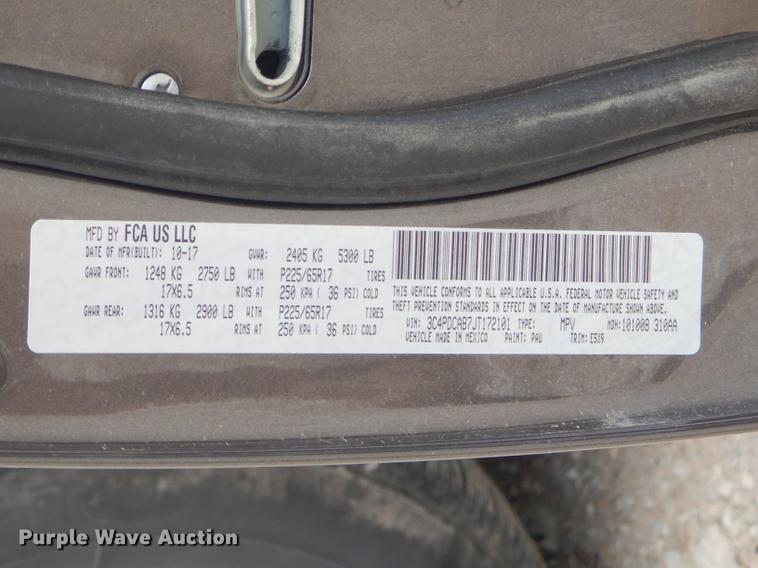 MFD BY FCA US LLC
DATE OF MFR(BUILT): 10-17 GVWR: 2405 KG 5300 LB
GAWR FRONT: 1248 KG 2750 LB WITH P225/65R17 TIRES
17X6.5 RIMS AT 250 KPA ( 36 PSI) COLD
GAWR REAR: 1316 KG 2900 LB WITH P225/65R17 TIRES
17X6.5 RIMS AT 250 KPA ( 36 PSI) COLD
THIS VEHICLE CONFORMS TO ALL APPLICABLE U.S.A. FEDERAL MOTOR VEHICLE SAFETY AND
THEFT PREVENTION STANDARDS IN EFFECT ON THE DATE OF MANUFACTURE SHOWN ABOVE.
VIN: 3C4PDCAB7JT172101 TYPE: MPV MDH: 101008 310AA
VEHICLE MADE IN MEXICO PAINT: PAU TRIM: E5X9
Purple Wave Auction